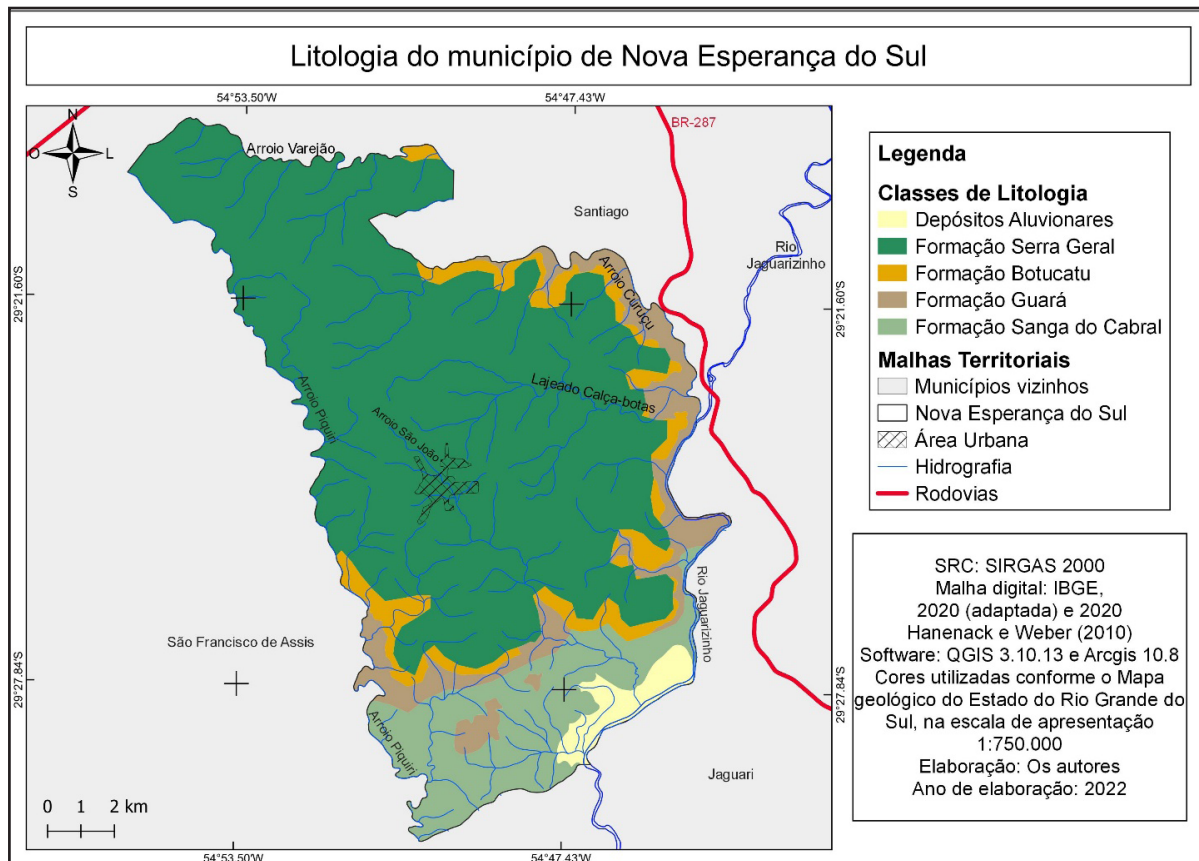 Litologia do município de Nova Esperança do Sul
54°53.50'W
54°47.43'W
N
O
L
S
BR-287
Arroio Varejão
Santiago
Rio
Jaguarizinho
29°21.60'S
29°21.60'S
Arroio Curuçu
Lajeado Calça-botas
Arroio Piquiri
Arroio São João
São Francisco de Assis
Rio Jaguarizinho
29°27.84'S
29°27.84'S
Arroio Piquiri
Jaguari
0 1 2 km
54°53.50'W
54°47.43'W
Legenda
Classes de Litologia
Depósitos Aluvionares
Formação Serra Geral
Formação Botucatu
Formação Guará
Formação Sanga do Cabral
Malhas Territoriais
Municípios vizinhos
Nova Esperança do Sul
Área Urbana
Hidrografia
Rodovias
SRC: SIRGAS 2000
Malha digital: IBGE,
2020 (adaptada) e 2020
Hanenack e Weber (2010)
Software: QGIS 3.10.13 e Arcgis 10.8
Cores utilizadas conforme o Mapa
geológico do Estado do Rio Grande do
Sul, na escala de apresentação
1:750.000
Elaboração: Os autores
Ano de elaboração: 2022